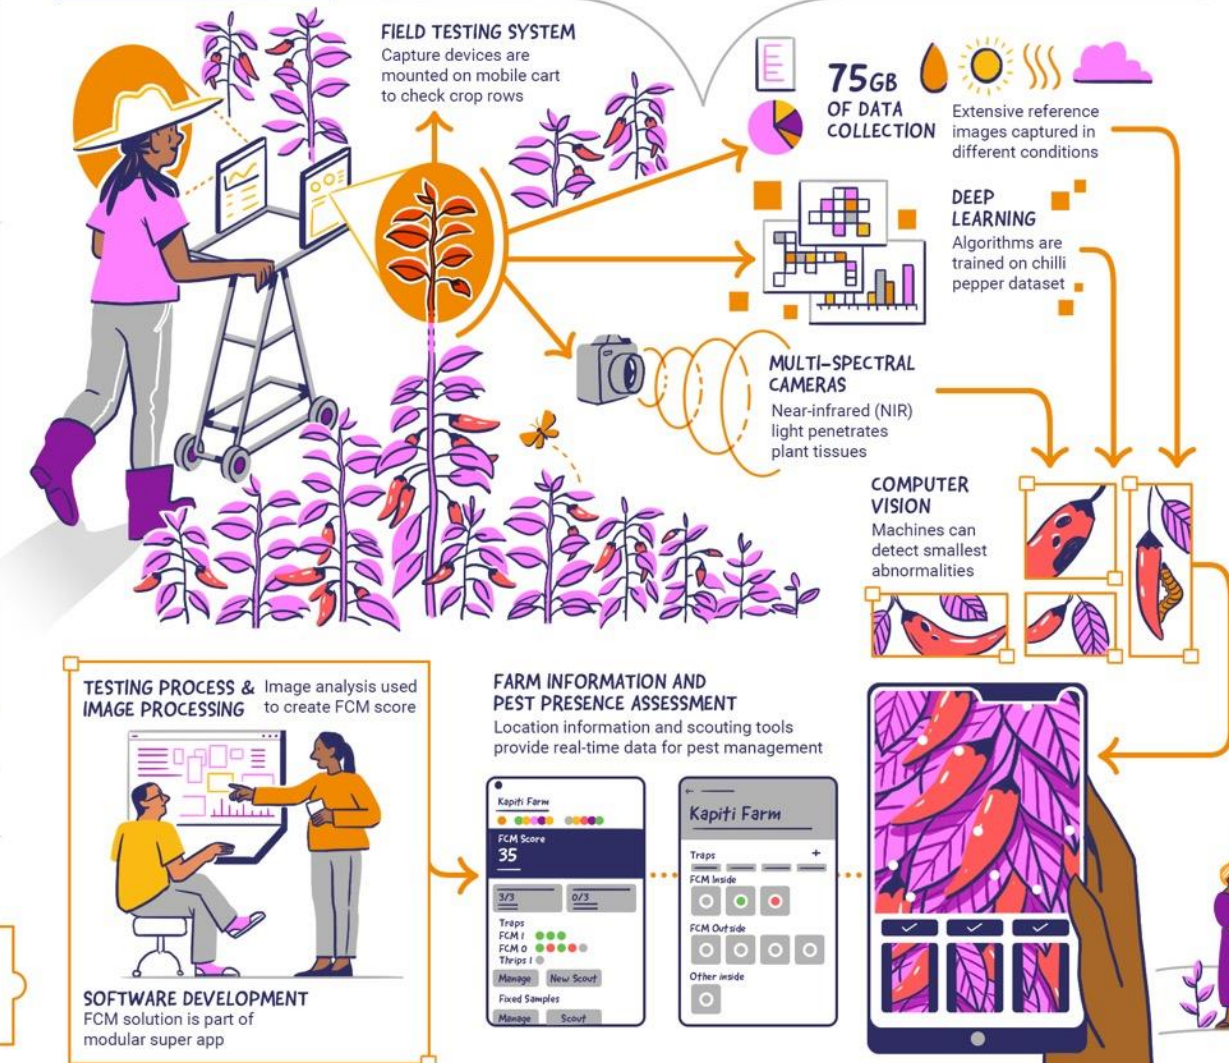 FIELD TESTING SYSTEM
Capture devices are
mounted on mobile cart
to check crop rows
75GB
OF DATA
COLLECTION
Extensive reference
images captured in
different conditions
DEEP
LEARNING
Algorithms are
trained on chilli
pepper dataset
MULTI-SPECTRAL
CAMERAS
Near-infrared (NIR)
light penetrates
plant tissues
COMPUTER
VISION
Machines can
detect smallest
abnormalities
TESTING PROCESS &
IMAGE PROCESSING
Image analysis used
to create FCM score
SOFTWARE DEVELOPMENT
FCM solution is part of
modular super app
FARM INFORMATION AND
PEST PRESENCE ASSESSMENT
Location information and scouting tools
provide real-time data for pest management
Kapiti Farm
FCM Score
35
3/3
0/3
Traps
FCM I
FCM O
Thrips I
Manage
New Scout
Fixed Samples
Manage
Scout
Kapiti Farm
Traps +
FCM Inside
FCM Outside
Other inside